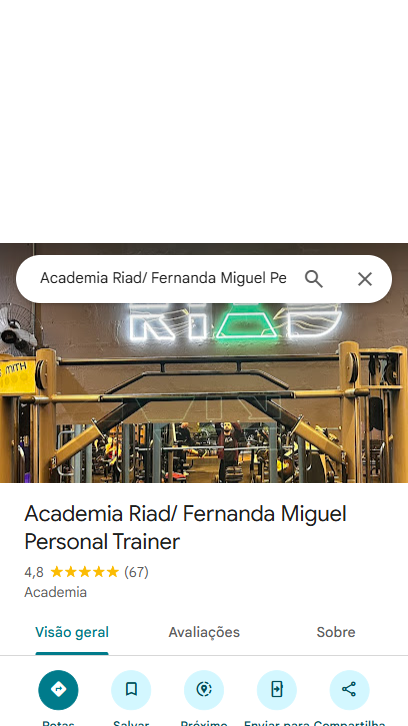 Academia Riad/ Fernanda Miguel Pe
RIAD
Academia Riad/ Fernanda Miguel
Personal Trainer
4,8 ★★★★★ (67)
Academia
Visão geral Avaliações Sobre
Rotas Salvar Próximo Enviar para Compartilha